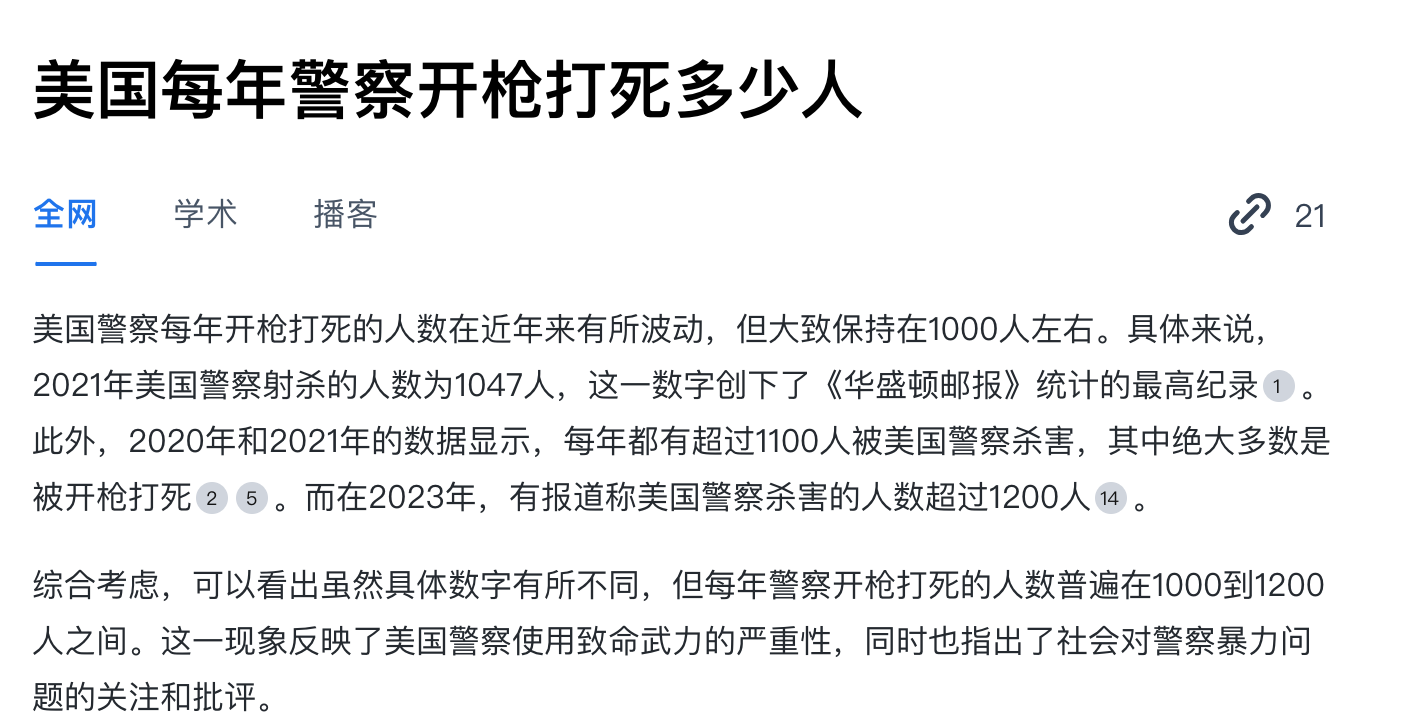 美国每年警察开枪打死多少人
全网 学术 播客 21
美国警察每年开枪打死的人数在近年来有所波动，但大致保持在1000人左右。具体来说，
2021年美国警察射杀的人数为1047人，这一数字创下了《华盛顿邮报》统计的最高纪录 1 。
此外，2020年和2021年的数据显示，每年都有超过1100人被美国警察杀害，其中绝大多数是
被开枪打死 2 5 。而在2023年，有报道称美国警察杀害的人数超过1200人 14 。
综合考虑，可以看出虽然具体数字有所不同，但每年警察开枪打死的人数普遍在1000到1200
人之间。这一现象反映了美国警察使用致命武力的严重性，同时也指出了社会对警察暴力问
题的关注和批评。